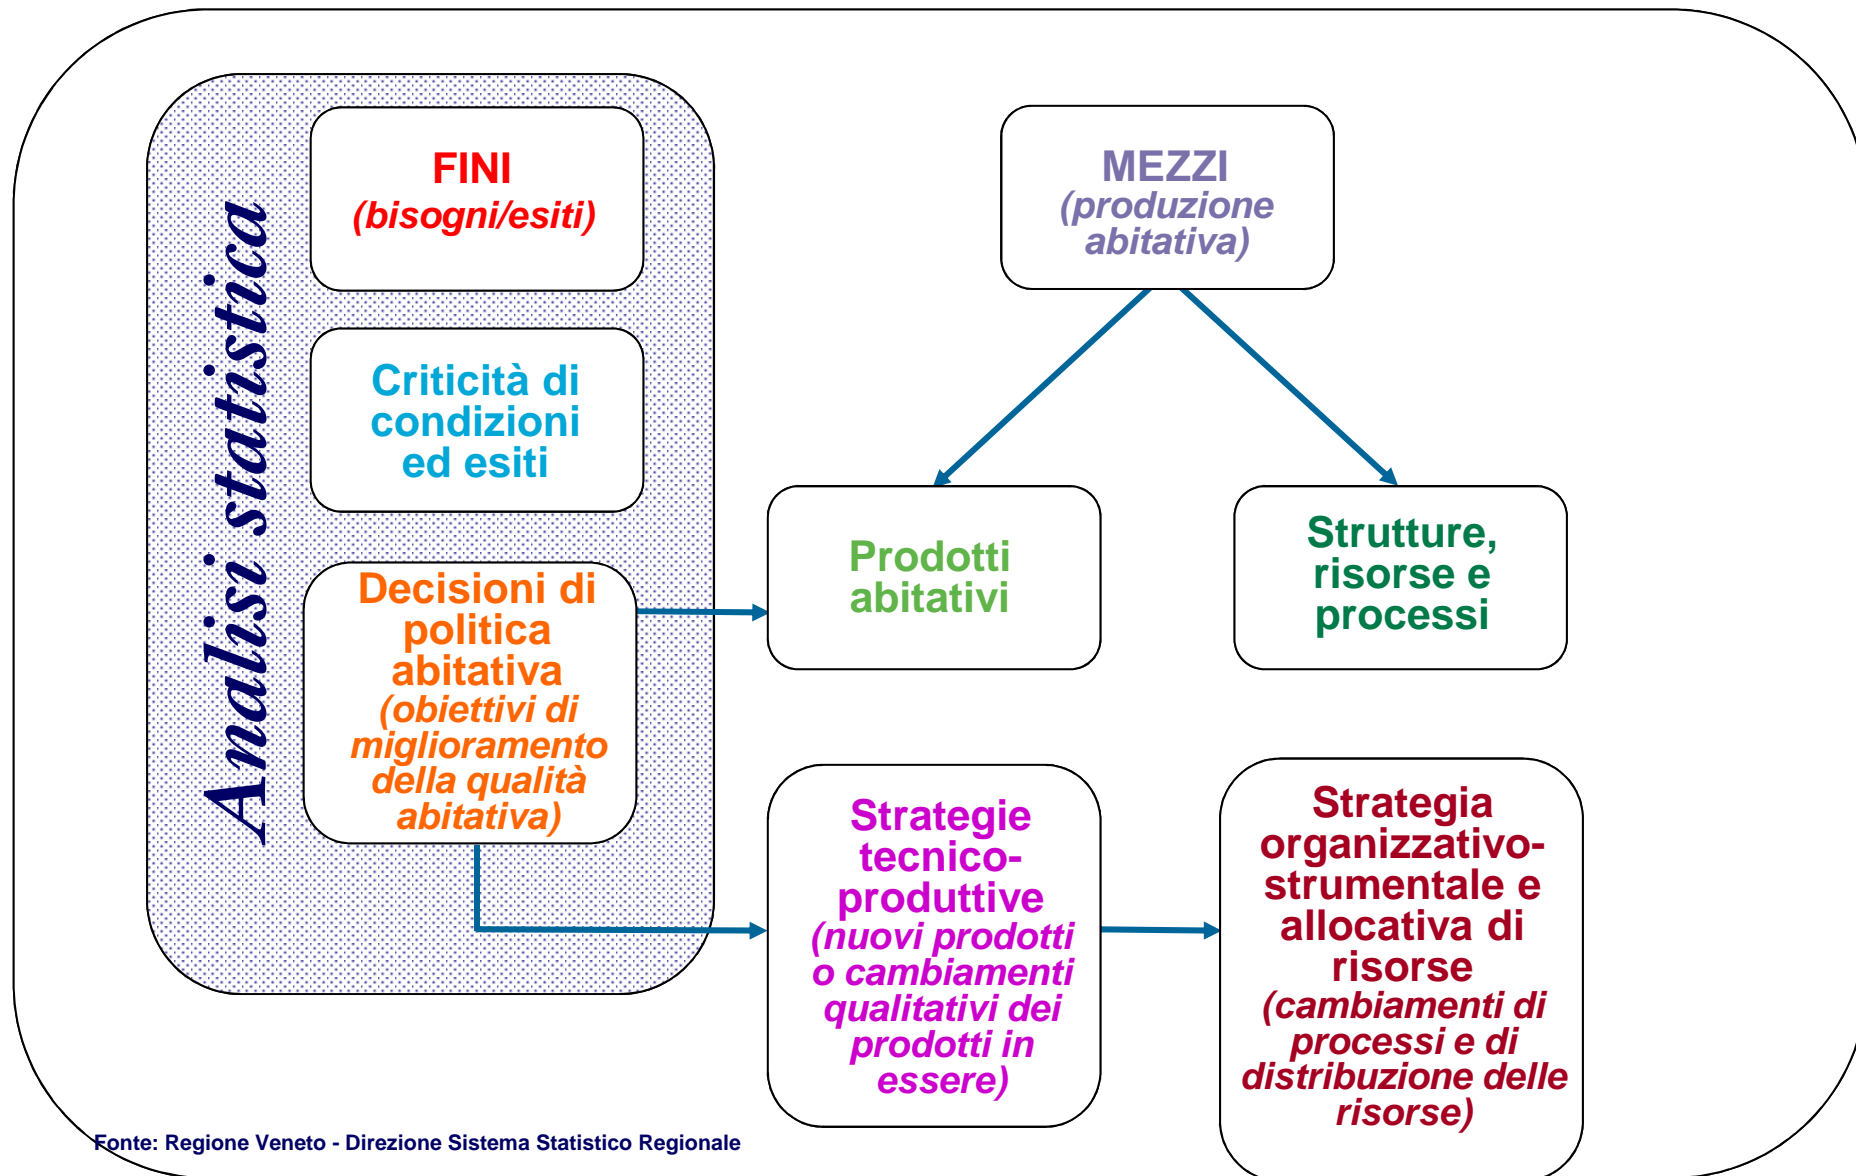 Analisi statistica
FINI
(bisogni/esiti)
Criticità di
condizioni
ed esiti
Decisioni di
politica
abitativa
(obiettivi di
miglioramento
della qualità
abitativa)
MEZZI
(produzione
abitativa)
Prodotti
abitativi
Strutture,
risorse e
processi
Strategie
tecnico-
produttive
(nuovi prodotti
o cambiamenti
qualitativi dei
prodotti in
essere)
Strategia
organizzativo-
strumentale e
allocativa di
risorse
(cambiamenti di
processi e di
distribuzione delle
risorse)
Fonte: Regione Veneto - Direzione Sistema Statistico Regionale